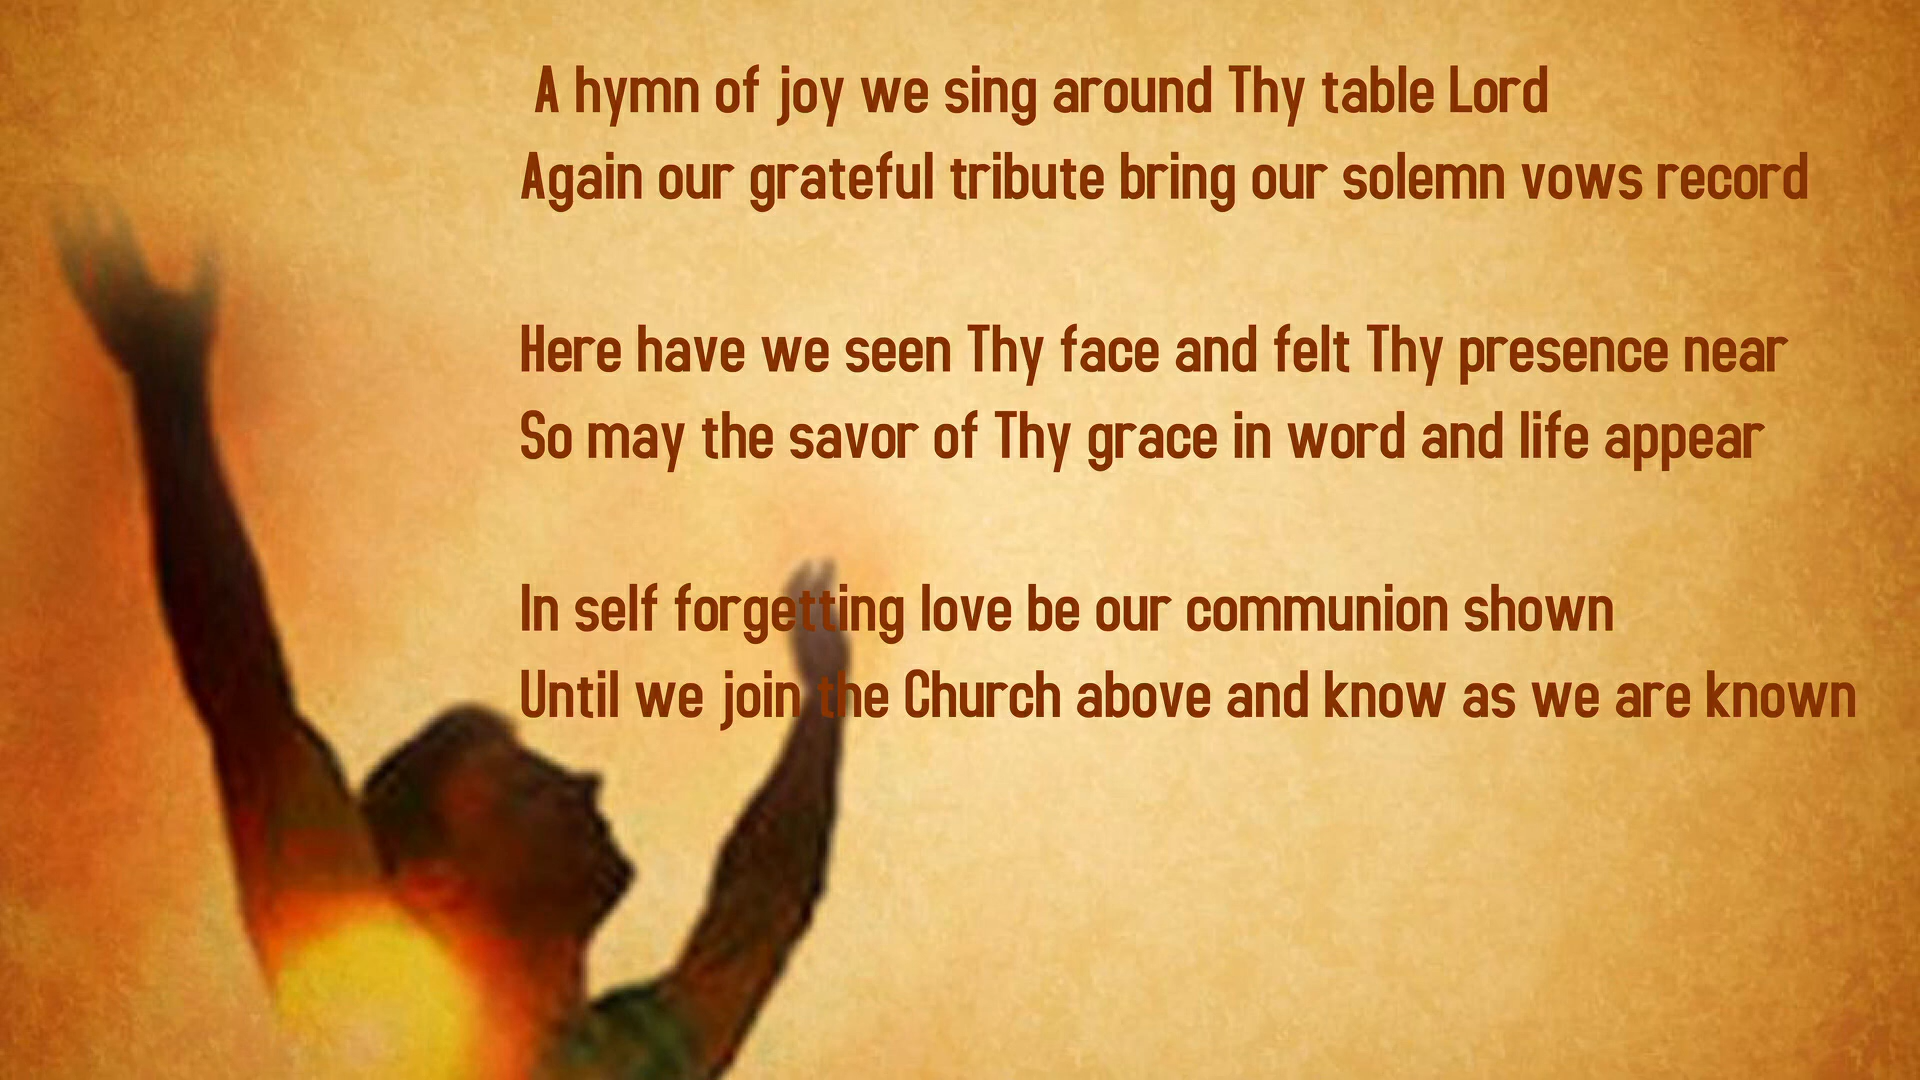 A hymn of joy we sing around Thy table Lord
Again our grateful tribute bring our solemn vows record
Here have we seen Thy face and felt Thy presence near
So may the savor of Thy grace in word and life appear
In self forgetting love be our communion shown
Until we join the Church above and know as we are known